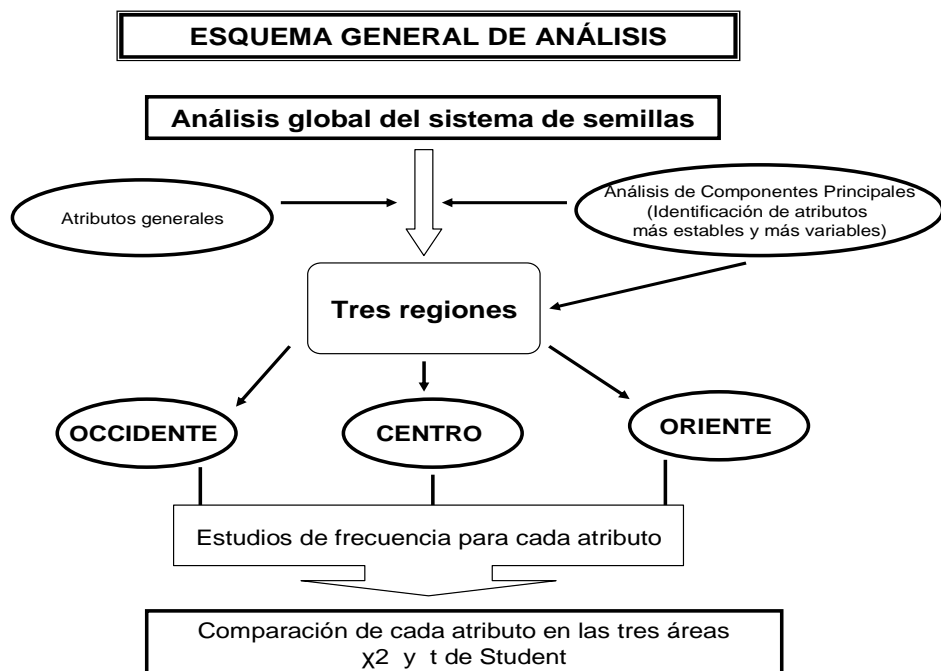 ESQUEMA GENERAL DE ANÁLISIS
Análisis global del sistema de semillas
Atributos generales
Análisis de Componentes Principales
(Identificación de atributos
más estables y más variables)
Tres regiones
OCCIDENTE
CENTRO
ORIENTE
Estudios de frecuencia para cada atributo
Comparación de cada atributo en las tres áreas
χ2 y t de Student